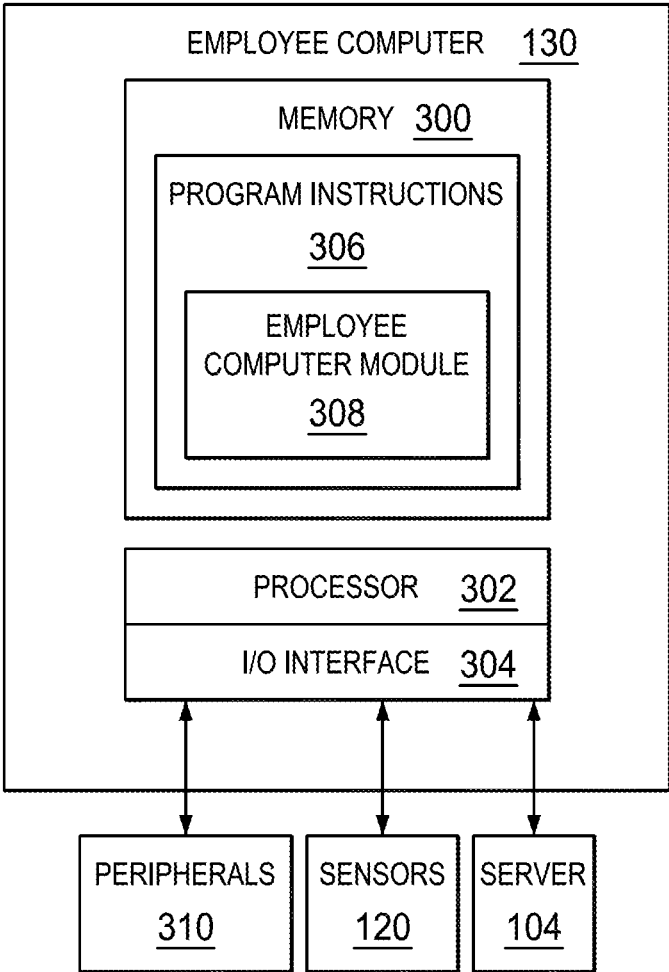 EMPLOYEE COMPUTER 130
MEMORY 300
PROGRAM INSTRUCTIONS
306
EMPLOYEE
COMPUTER MODULE
308
PROCESSOR 302
I/O INTERFACE 304
PERIPHERALS
310
SENSORS
120
SERVER
104